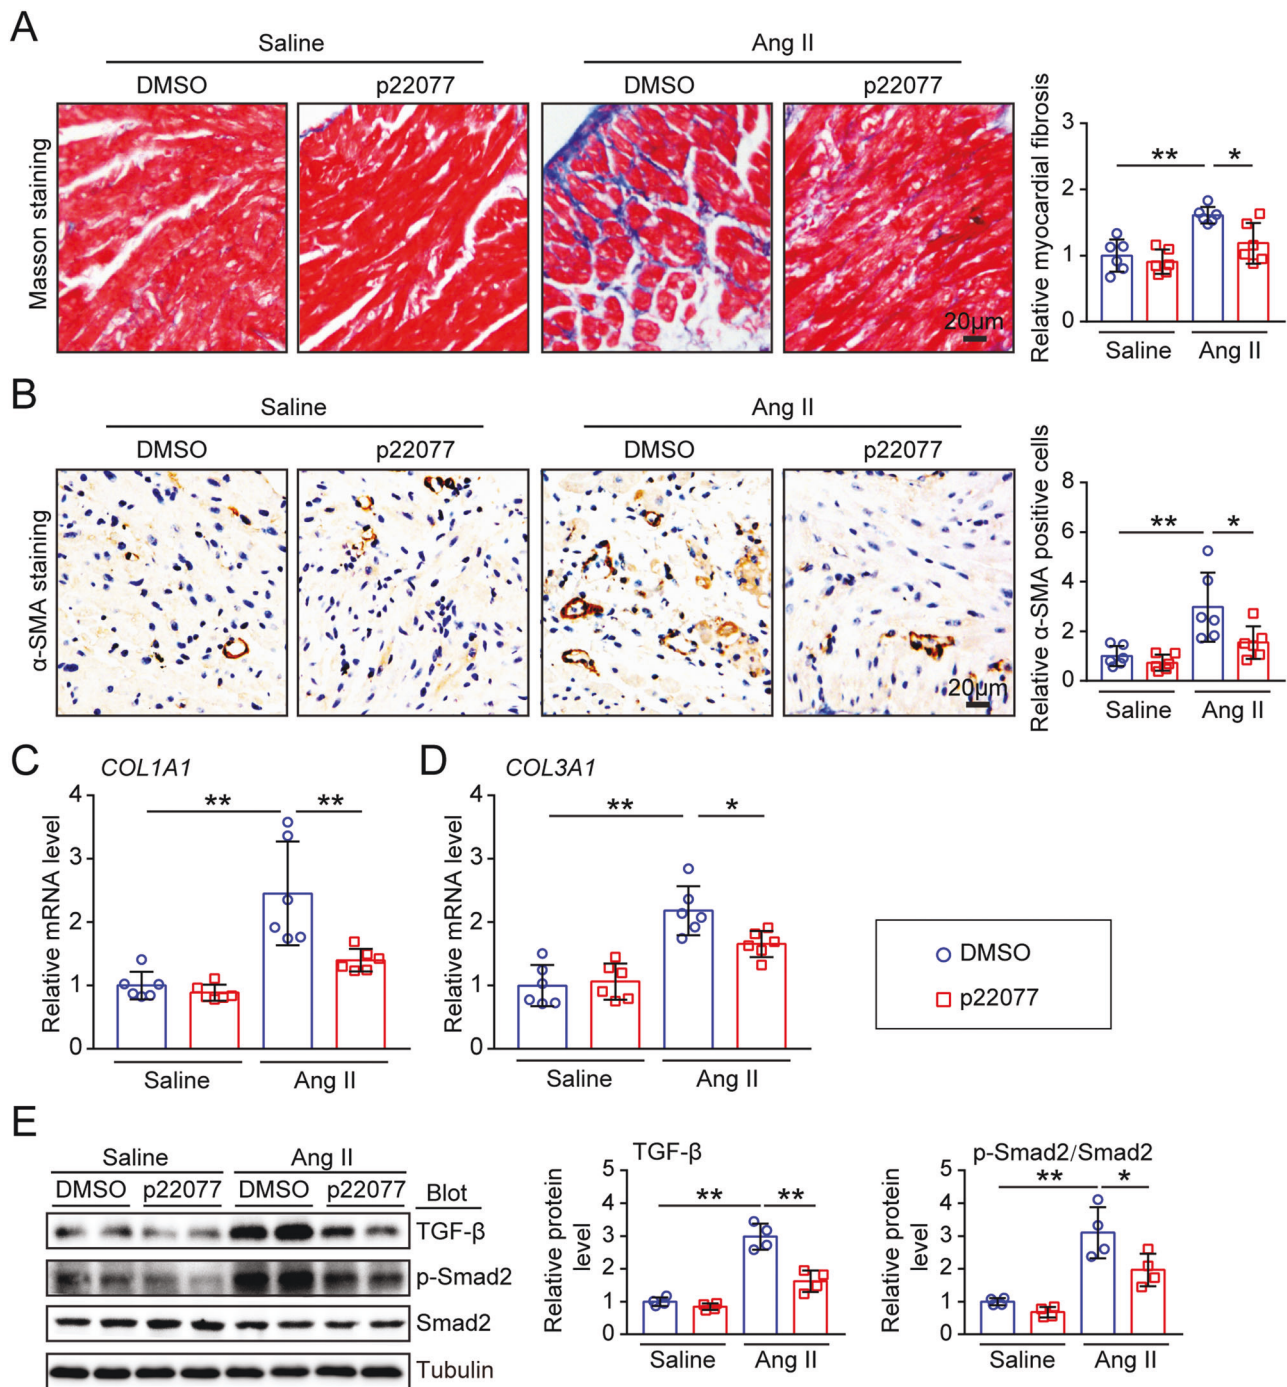 A
Saline
Ang II
DMSO
p22077
DMSO
p22077
Masson staining
20μm
Relative myocardial fibrosis
3
2
1
0
**
*
Saline
Ang II
B
Saline
Ang II
DMSO
p22077
DMSO
p22077
α-SMA staining
20μm
Relative α-SMA positive cells
8
6
4
2
0
**
*
Saline
Ang II
C
COL1A1
Relative mRNA level
4
3
2
1
0
**
**
Saline
Ang II
D
COL3A1
Relative mRNA level
4
3
2
1
0
**
*
Saline
Ang II
DMSO
p22077
E
Saline
Ang II
DMSO
p22077
DMSO
p22077
Blot
TGF-β
p-Smad2
Smad2
Tubulin
TGF-β
Relative protein
level
5
4
3
2
1
0
**
**
Saline
Ang II
p-Smad2/Smad2
Relative protein
level
5
4
3
2
1
0
**
*
Saline
Ang II